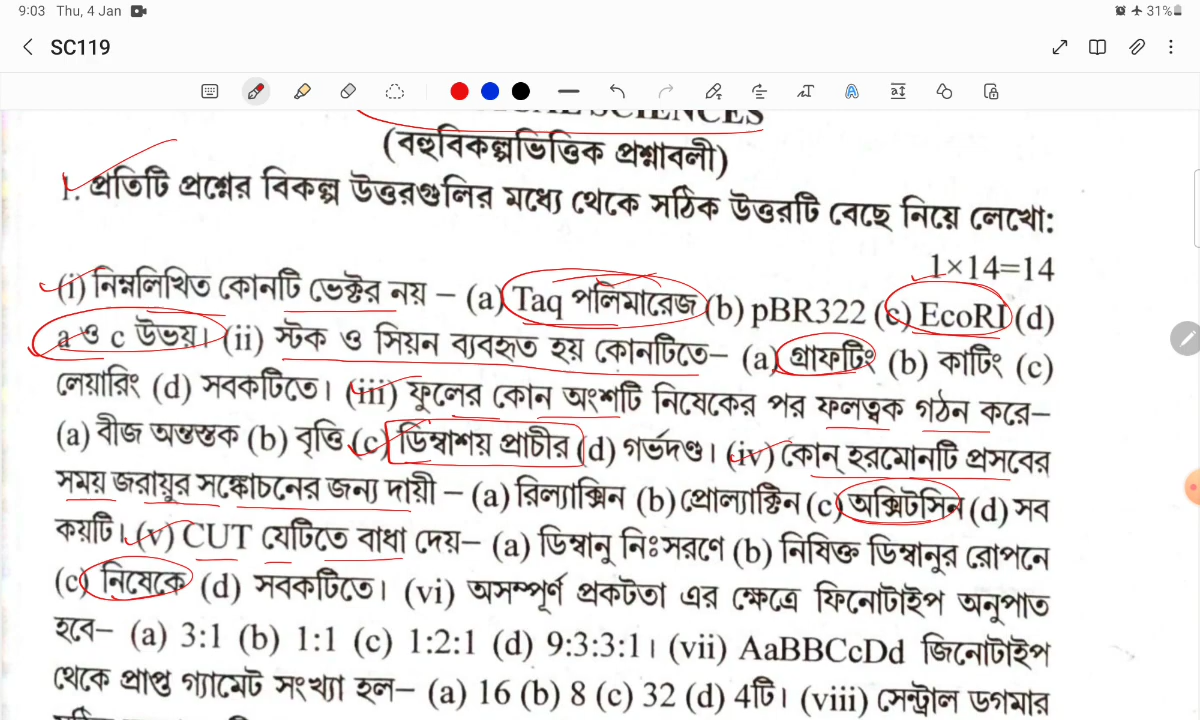 9:03 Thu, 4 Jan 31%
SC119
SCIENCES
(বহুবিকল্পভিত্তিক প্রশ্নাবলী)
1. প্রতিটি প্রশ্নের বিকল্প উত্তরগুলির মধ্যে থেকে সঠিক উত্তরটি বেছে নিয়ে লেখো:
1×14=14
(i) নিম্নলিখিত কোনটি ভেক্টর নয় – (a) Taq পলিমারেজ (b) pBR322 (c) EcoRI (d)
a ও c উভয়। (ii) স্টক ও সিয়ন ব্যবহৃত হয় কোনটিতে– (a) গ্রাফটিং (b) কাটিং (c)
লেয়ারিং (d) সবকটিতে। (iii) ফুলের কোন অংশটি নিষেকের পর ফলত্বক গঠন করে–
(a) বীজ অন্তস্তক (b) বৃত্তি (c) ডিম্বাশয় প্রাচীর (d) গর্ভদণ্ড। (iv) কোন্ হরমোনটি প্রসবের
সময় জরায়ুর সঙ্কোচনের জন্য দায়ী – (a) রিল্যাক্সিন (b) প্রোল্যাক্টিন (c) অক্সিটসিন (d) সব
কয়টি। (v) CUT যেটিতে বাধা দেয়– (a) ডিম্বানু নিঃসরণে (b) নিষিক্ত ডিম্বানুর রোপনে
(c) নিষেকে (d) সবকটিতে। (vi) অসম্পূর্ণ প্রকটতা এর ক্ষেত্রে ফিনোটাইপ অনুপাত
হবে– (a) 3:1 (b) 1:1 (c) 1:2:1 (d) 9:3:3:1। (vii) AaBBCcDd জিনোটাইপ
থেকে প্রাপ্ত গ্যামেট সংখ্যা হল– (a) 16 (b) 8 (c) 32 (d) 4টি। (viii) সেন্ট্রাল ডগমার